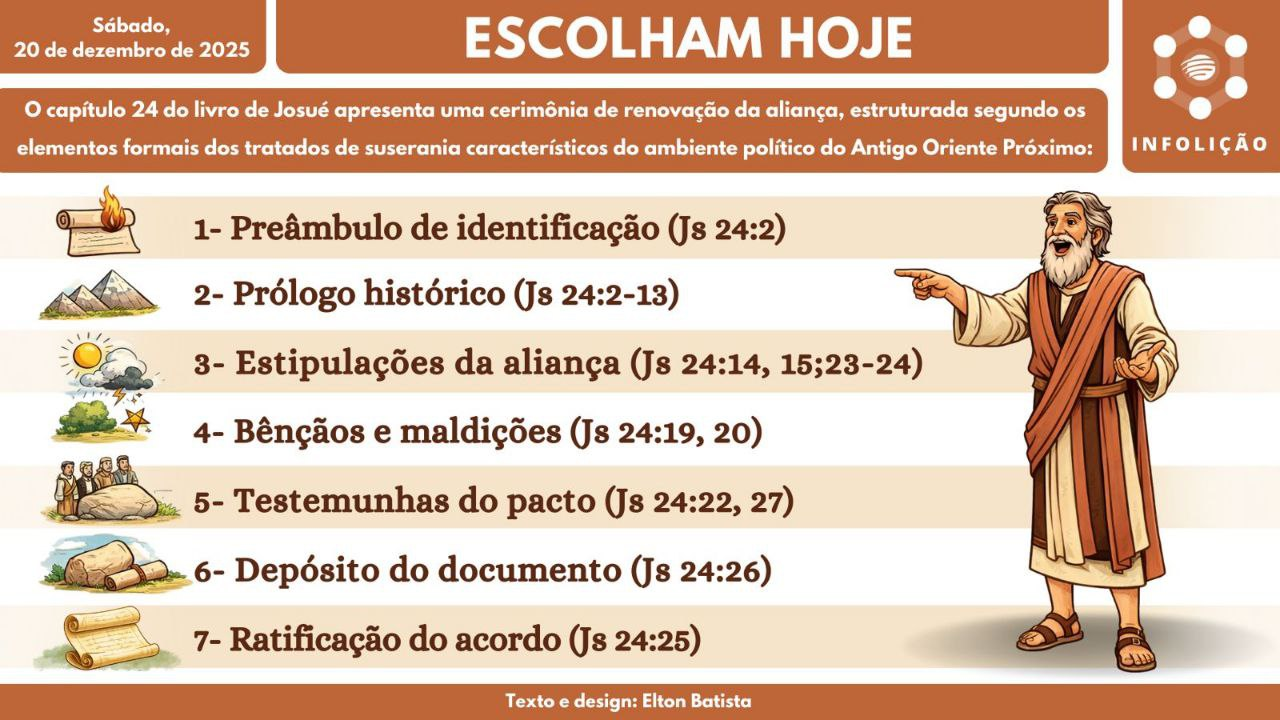 Sábado,
20 de dezembro de 2025
ESCOLHAM HOJE
INFOLIÇÃO
O capítulo 24 do livro de Josué apresenta uma cerimônia de renovação da aliança, estruturada segundo os
elementos formais dos tratados de suserania característicos do ambiente político do Antigo Oriente Próximo:
1- Preâmbulo de identificação (Js 24:2)
2- Prólogo histórico (Js 24:2-13)
3- Estipulações da aliança (Js 24:14, 15;23-24)
4- Bênçãos e maldições (Js 24:19, 20)
5- Testemunhas do pacto (Js 24:22, 27)
6- Depósito do documento (Js 24:26)
7- Ratificação do acordo (Js 24:25)
Texto e design: Elton Batista